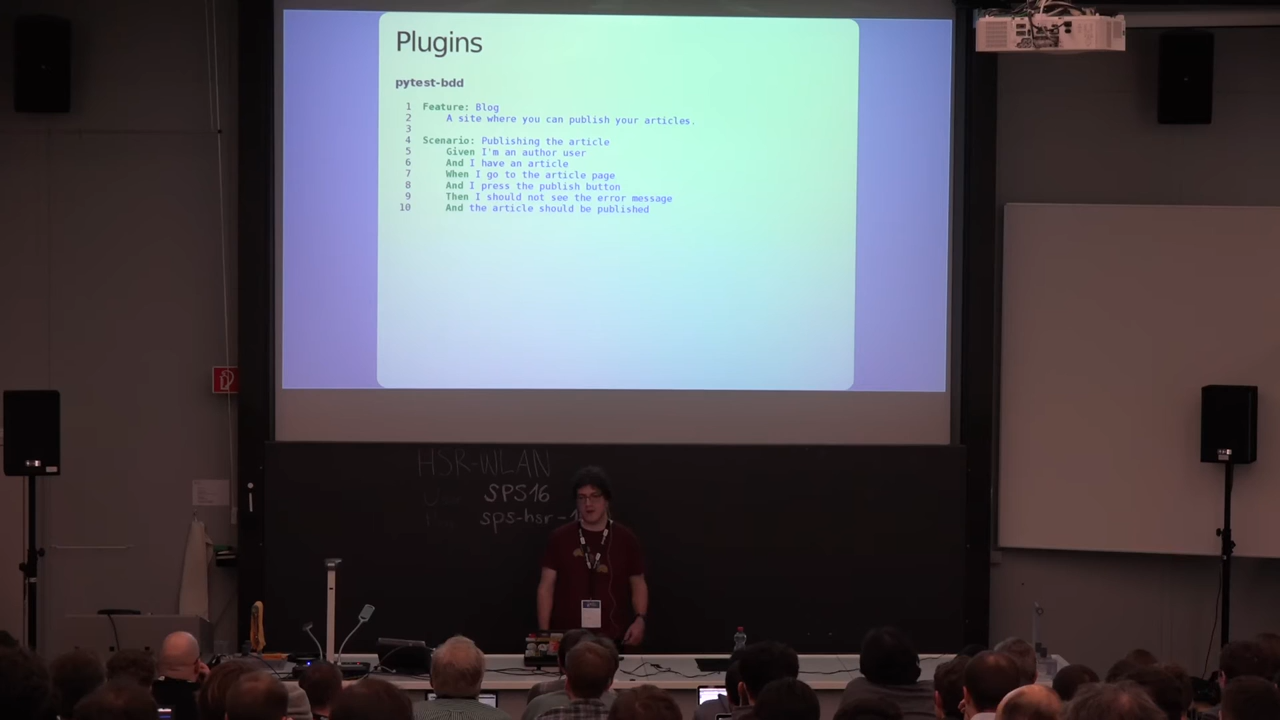 Plugins
pytest-bdd
1 Feature: Blog
2 A site where you can publish your articles.
3
4 Scenario: Publishing the article
5 Given I'm an author user
6 And I have an article
7 When I go to the article page
8 And I press the publish button
9 Then I should not see the error message
10 And the article should be published
HSR-WLAN
SPS16
sps-hsr-